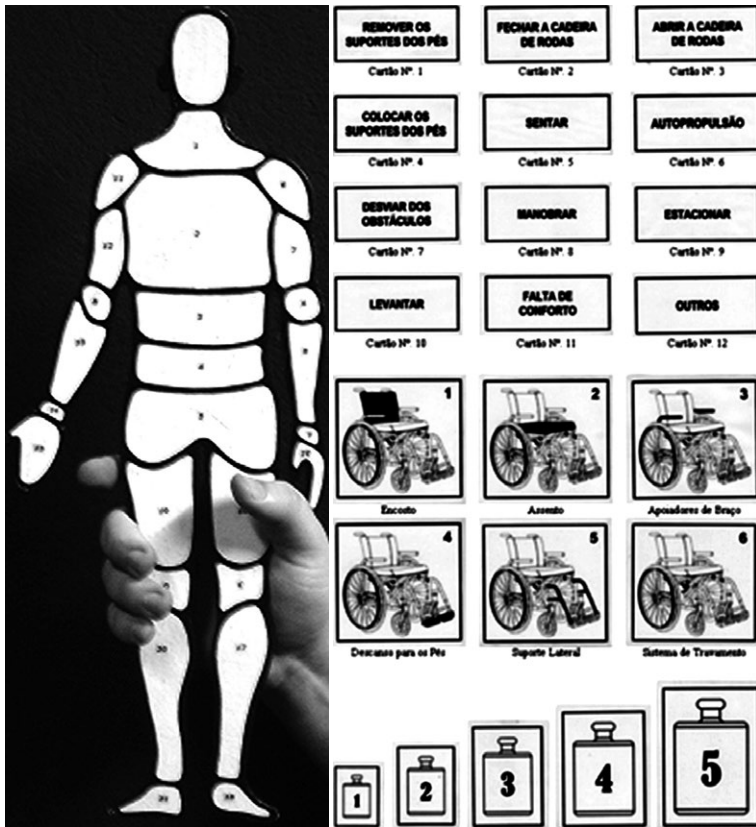 REMOVER OS
SUPORTES DOS PÉS
Cartão Nº. 1
FECHAR A CADEIRA
DE RODAS
Cartão Nº. 2
ABRIR A CADEIRA
DE RODAS
Cartão Nº. 3
COLOCAR OS
SUPORTES DOS PÉS
Cartão Nº. 4
SENTAR
Cartão Nº. 5
AUTOPROPULSÃO
Cartão Nº. 6
DESVIAR DOS
OBSTÁCULOS
Cartão Nº. 7
MANOBRAR
Cartão Nº. 8
ESTACIONAR
Cartão Nº. 9
LEVANTAR
Cartão Nº. 10
FALTA DE
CONFORTO
Cartão Nº. 11
OUTROS
Cartão Nº. 12
1
Encosto
2
Assento
3
Apoiadores de Braço
4
Descanso para os Pés
5
Suporte Lateral
6
Sistema de Travamento
1
2
3
4
5